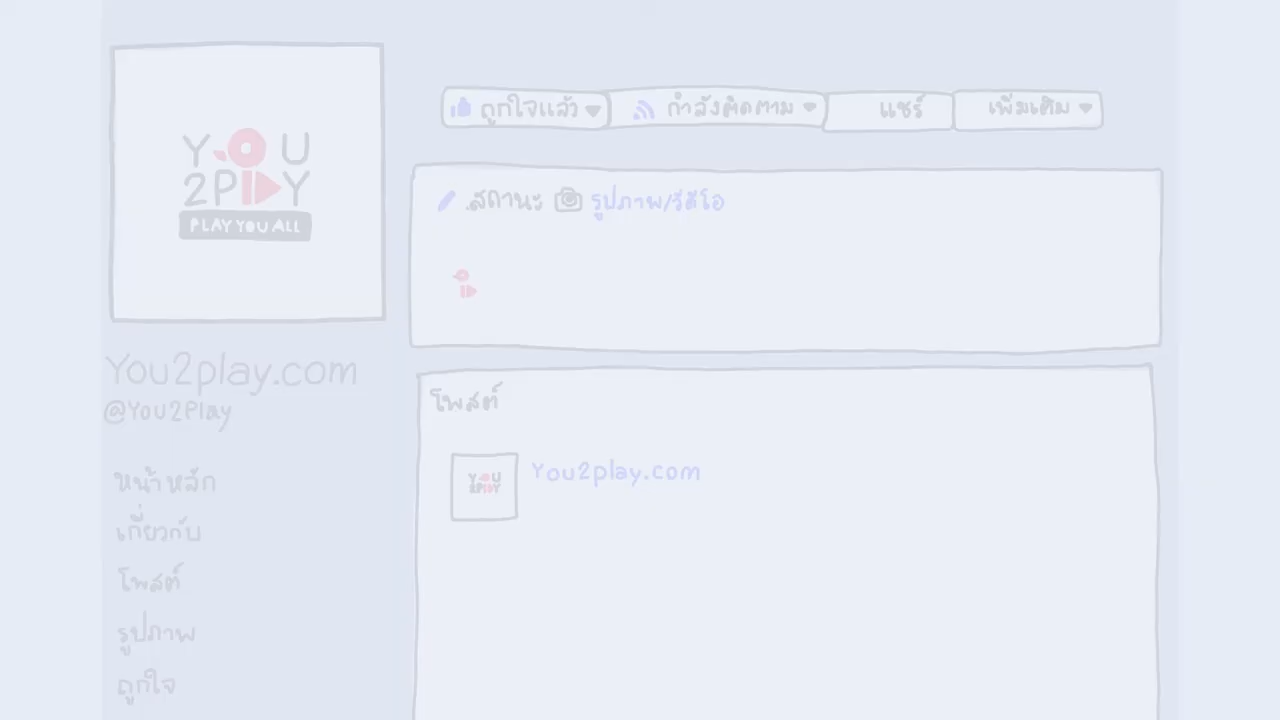 YOU
2PLAY
PLAY YOU ALL
You2play.com
@You2Play
หน้าหลัก
เกี่ยวกับ
โพสต์
รูปภาพ
ถูกใจ
ถูกใจแล้ว กำลังติดตาม แชร์ เพิ่มเติม
สถานะ รูปภาพ/วีดีโอ
โพสต์
YOU
2PLAY
You2play.com